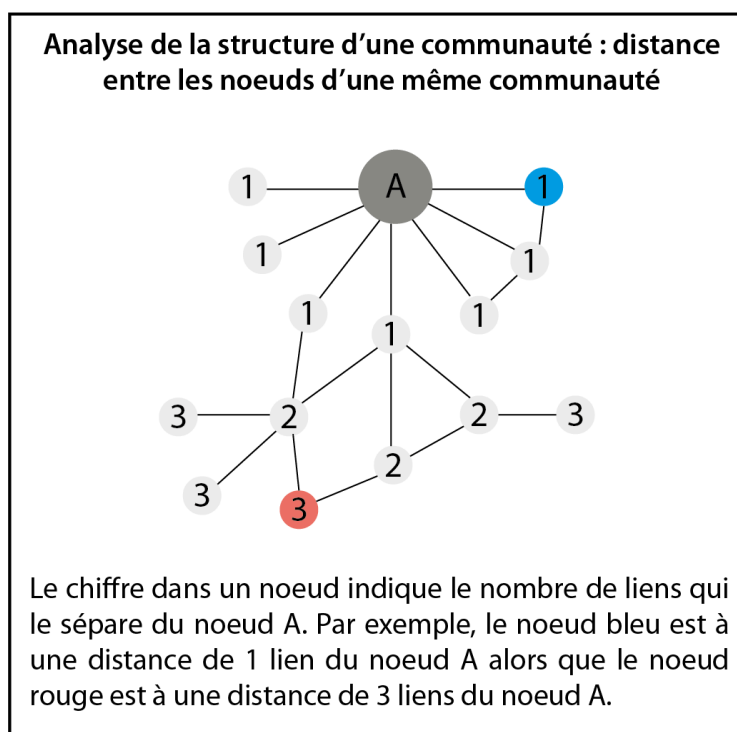 Analyse de la structure d'une communauté : distance
entre les noeuds d'une même communauté
1 A 1
1 1
1 1 1
3 2 2 3
3 2
3
Le chiffre dans un noeud indique le nombre de liens qui
le sépare du noeud A. Par exemple, le noeud bleu est à
une distance de 1 lien du noeud A alors que le noeud
rouge est à une distance de 3 liens du noeud A.